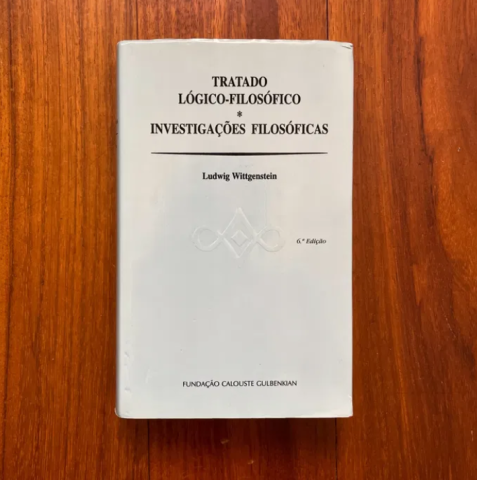 TRATADO
LÓGICO-FILOSÓFICO
*
INVESTIGAÇÕES FILOSÓFICAS
Ludwig Wittgenstein
6.ª Edição
FUNDAÇÃO CALOUSTE GULBENKIAN